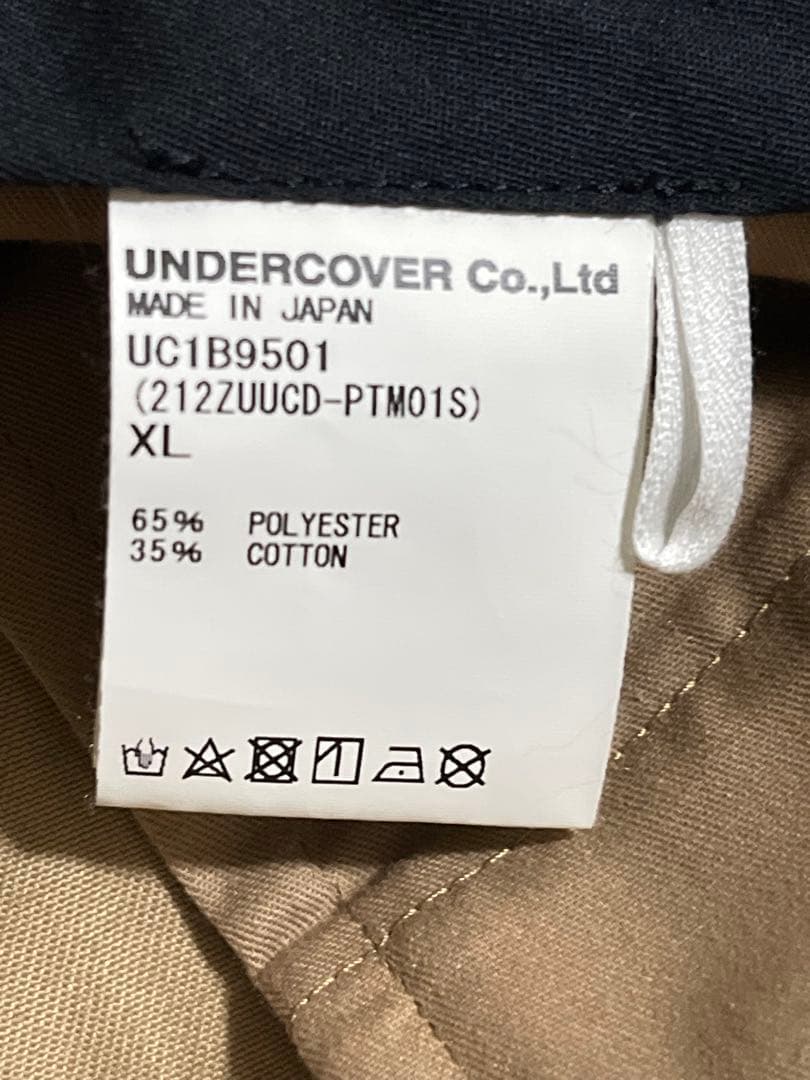 UNDERCOVER Co.,Ltd
MADE IN JAPAN
UC1B9501
(212ZUUCD-PTM01S)
XL
65% POLYESTER
35% COTTON